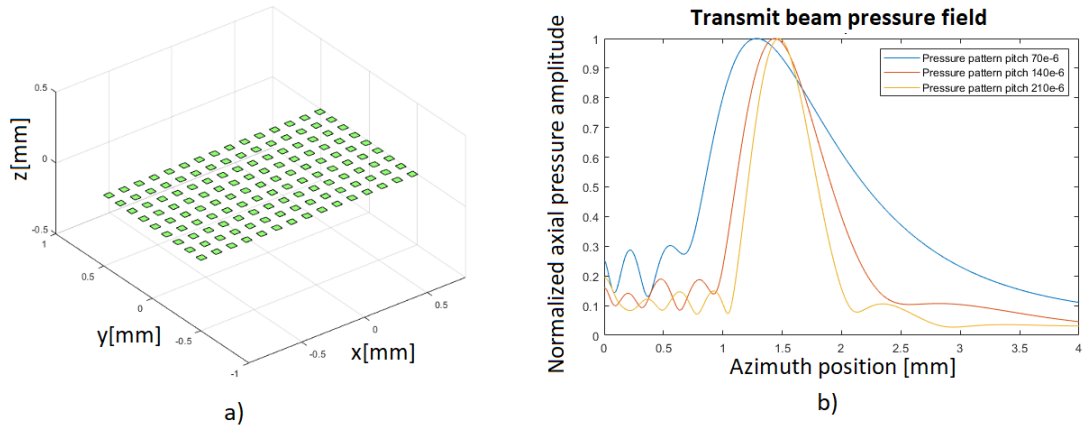 Transmit beam pressure field
z[mm]
0.5
0
-0.5
1
0.5
0
-0.5
-1
y[mm]
-0.5
0
0.5
x[mm]
a)
Normalized axial pressure amplitude
1
0.9
0.8
0.7
0.6
0.5
0.4
0.3
0.2
0.1
0
Pressure pattern pitch 70e-6
Pressure pattern pitch 140e-6
Pressure pattern pitch 210e-6
0
0.5
1
1.5
2
2.5
3
3.5
4
Azimuth position [mm]
b)